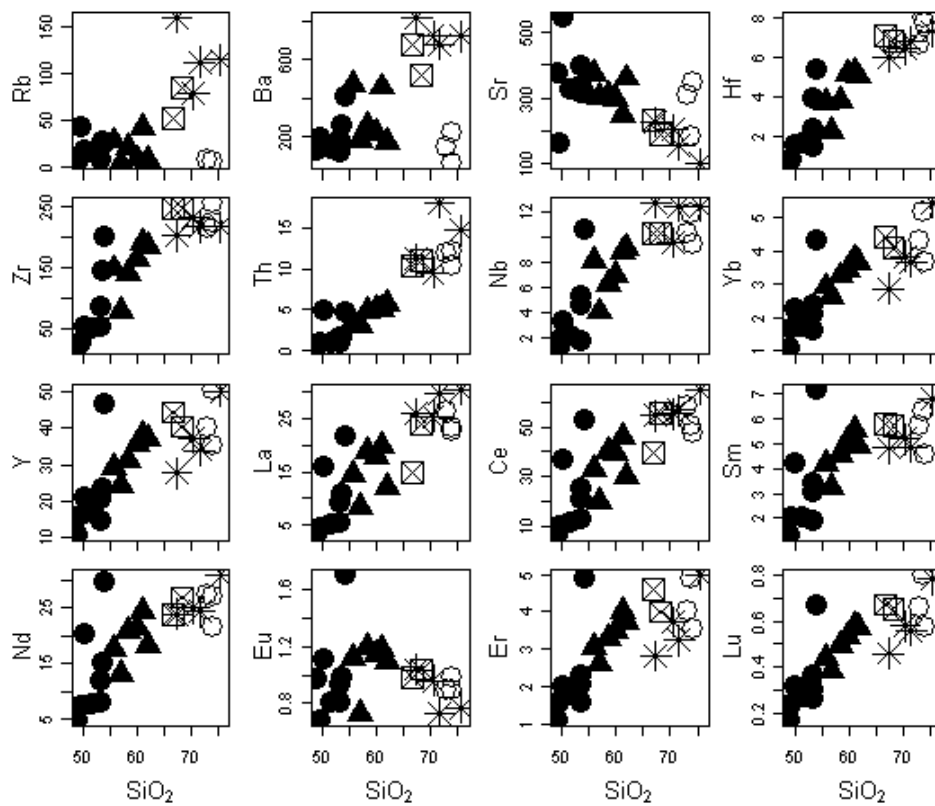 Rb
0 50 100 150
Ba
200 600
Sr
100 300 500
Hf
2 4 6 8
Zr
50 150 250
Th
0 5 10 15
Nb
2 4 6 8 10 12
Yb
1 2 3 4 5
Y
10 20 30 40 50
La
5 15 25
Ce
10 30 50
Sm
2 3 4 5 6 7
Nd
5 15 25
Eu
0.8 1.2 1.6
Er
1 2 3 4 5
Lu
0.2 0.4 0.6 0.8
50 60 70
50 60 70
50 60 70
50 60 70
SiO₂
SiO₂
SiO₂
SiO₂